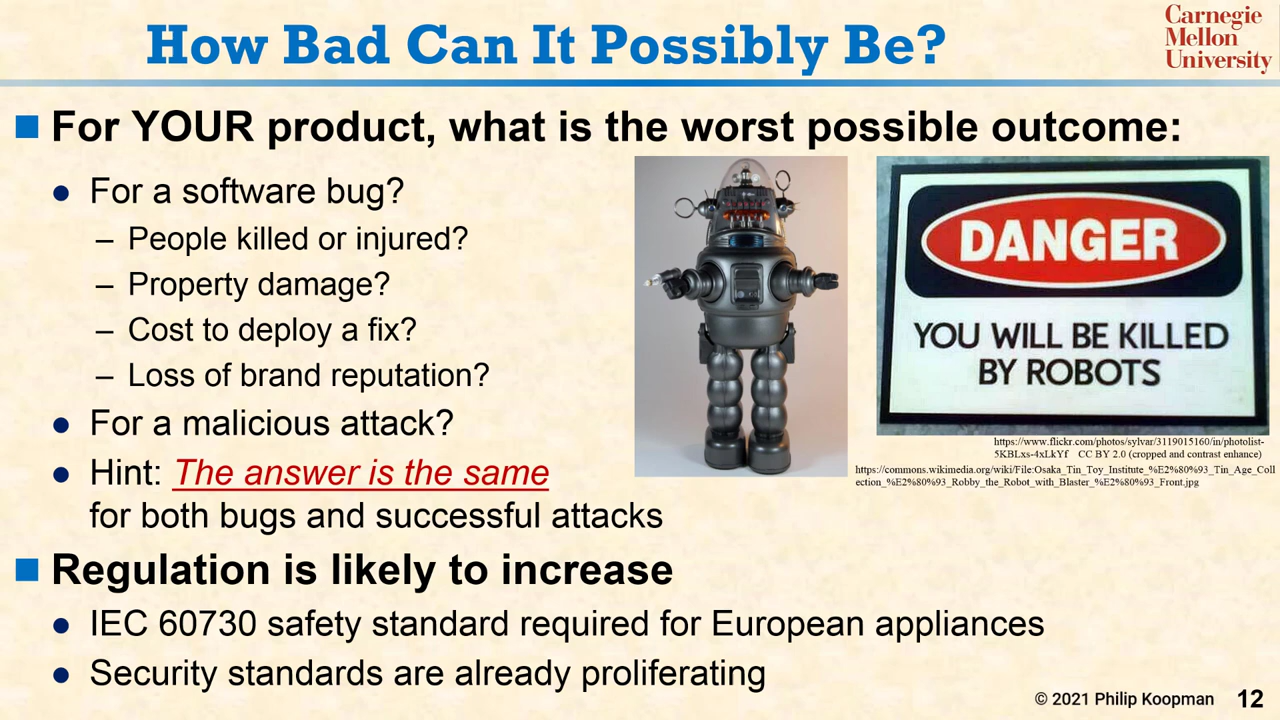 How Bad Can It Possibly Be?
Carnegie
Mellon
University
For YOUR product, what is the worst possible outcome:
● For a software bug?
– People killed or injured?
– Property damage?
– Cost to deploy a fix?
– Loss of brand reputation?
● For a malicious attack?
● Hint: The answer is the same
for both bugs and successful attacks
DANGER
YOU WILL BE KILLED
BY ROBOTS
https://www.flickr.com/photos/sylvar/3119015160/in/photolist-
5KBLxs-4xLkYf CC BY 2.0 (cropped and contrast enhance)
https://commons.wikimedia.org/wiki/File:Osaka_Tin_Toy_Institute_%E2%80%93_Tin_Age_Coll
ection_%E2%80%93_Robby_the_Robot_with_Blaster_%E2%80%93_Front.jpg
Regulation is likely to increase
● IEC 60730 safety standard required for European appliances
● Security standards are already proliferating
© 2021 Philip Koopman 12